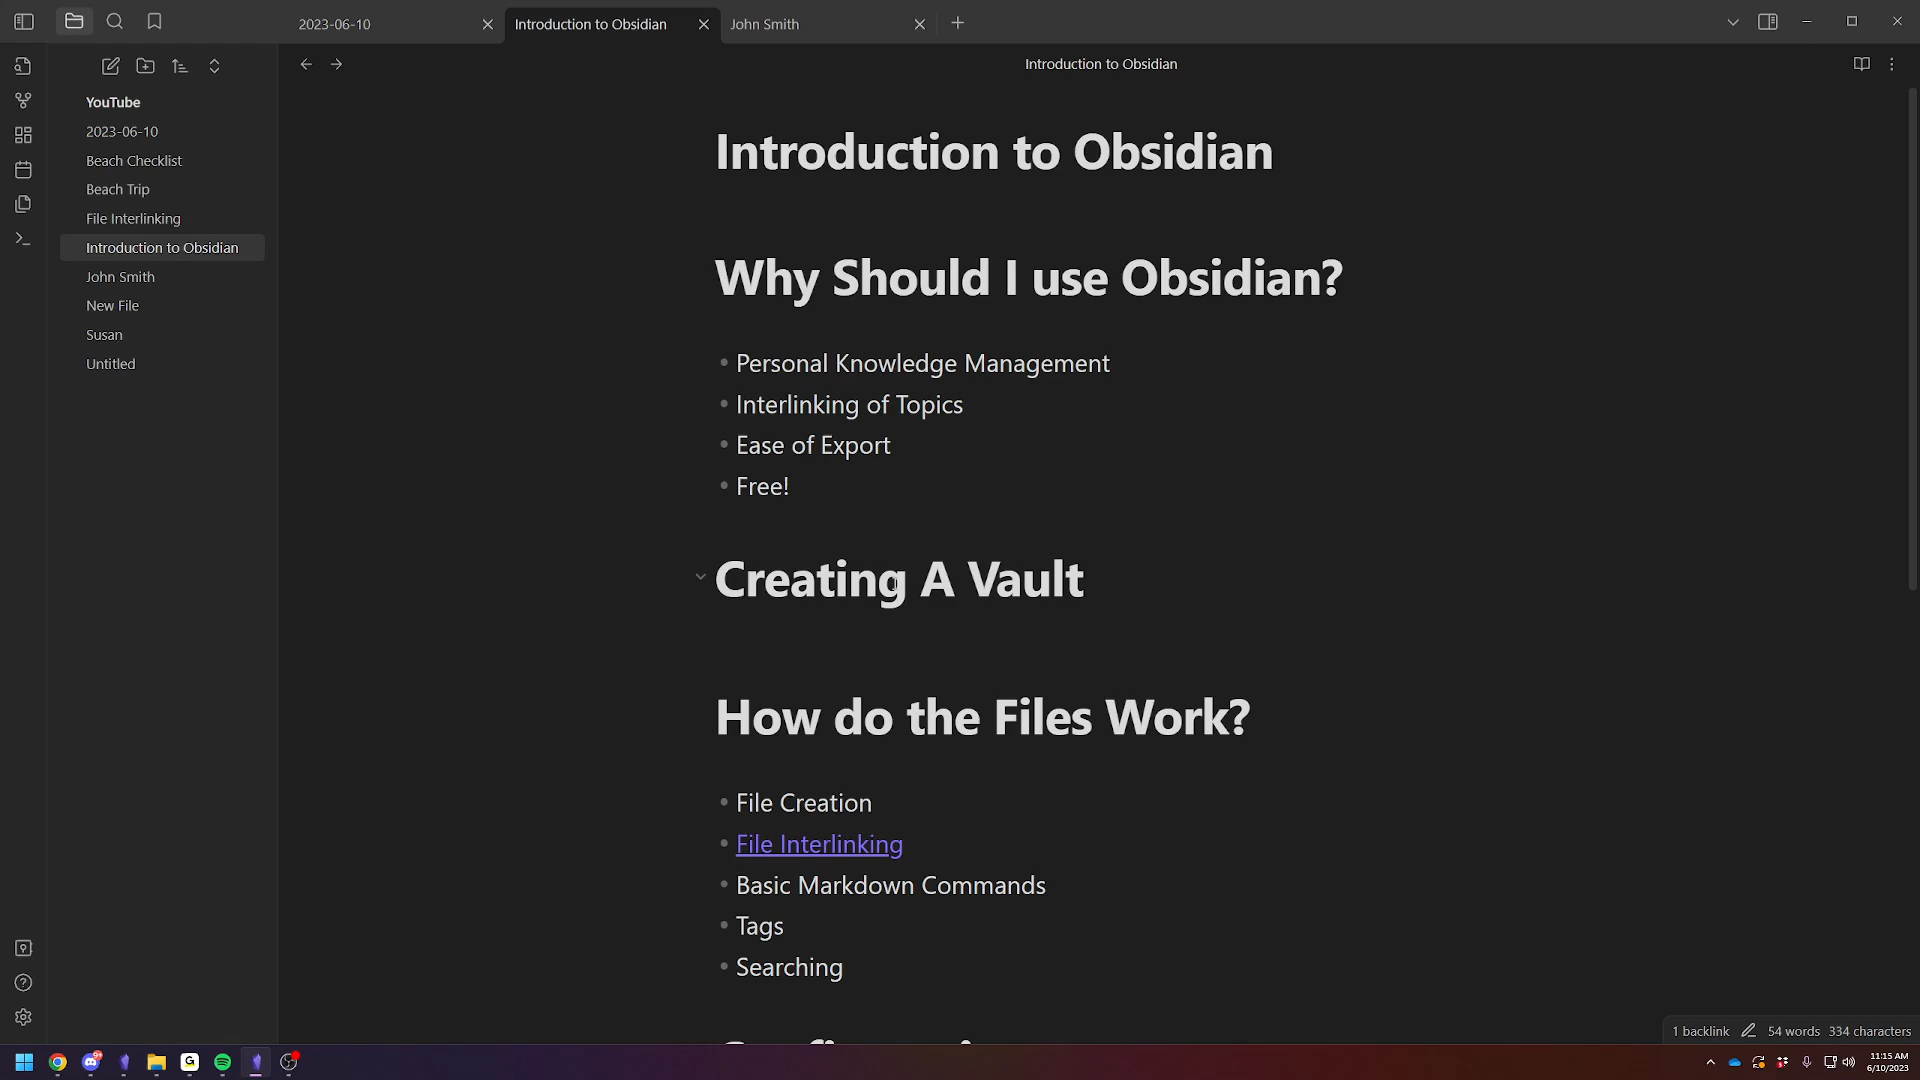 2023-06-10
Introduction to Obsidian
John Smith
Introduction to Obsidian
YouTube
2023-06-10
Beach Checklist
Beach Trip
File Interlinking
Introduction to Obsidian
John Smith
New File
Susan
Untitled
Introduction to Obsidian
Why Should I use Obsidian?
Personal Knowledge Management
Interlinking of Topics
Ease of Export
Free!
Creating A Vault
How do the Files Work?
File Creation
File Interlinking
Basic Markdown Commands
Tags
Searching
1 backlink 54 words 334 characters
11:15 AM
6/10/2023